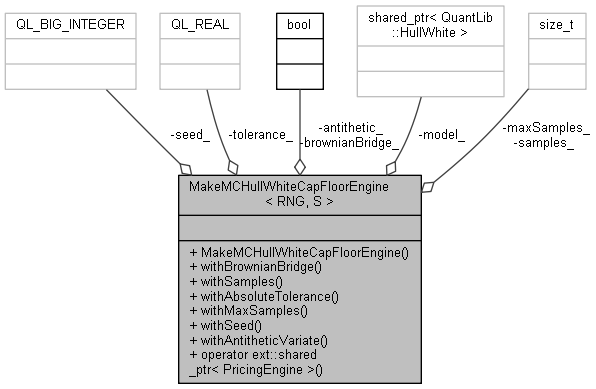 QL_BIG_INTEGER
QL_REAL
bool
shared_ptr< QuantLib
::HullWhite >
size_t
-seed_
-tolerance_
-antithetic_
-brownianBridge_
-model_
-maxSamples_
-samples_
MakeMCHullWhiteCapFloorEngine
< RNG, S >
+ MakeMCHullWhiteCapFloorEngine()
+ withBrownianBridge()
+ withSamples()
+ withAbsoluteTolerance()
+ withMaxSamples()
+ withSeed()
+ withAntitheticVariate()
+ operator ext::shared
_ptr< PricingEngine >()